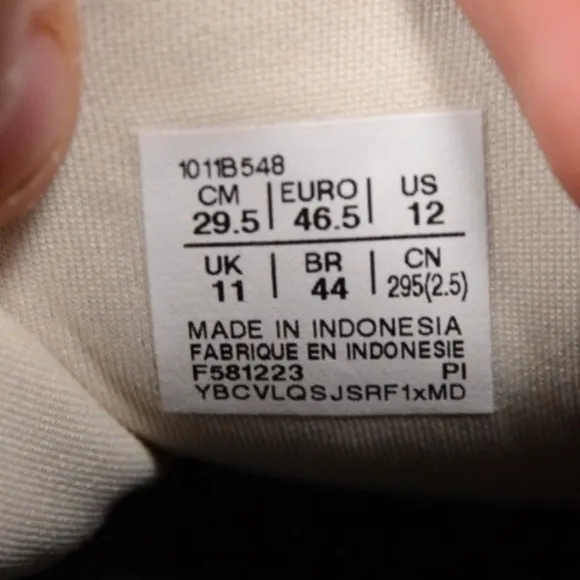 1011B548
CM | EURO | US
29.5 | 46.5 | 12
UK | BR | CN
11 | 44 | 295(2.5)
MADE IN INDONESIA
FABRIQUE EN INDONESIE
F581223 PI
YBCVLQSJSRF1xMD